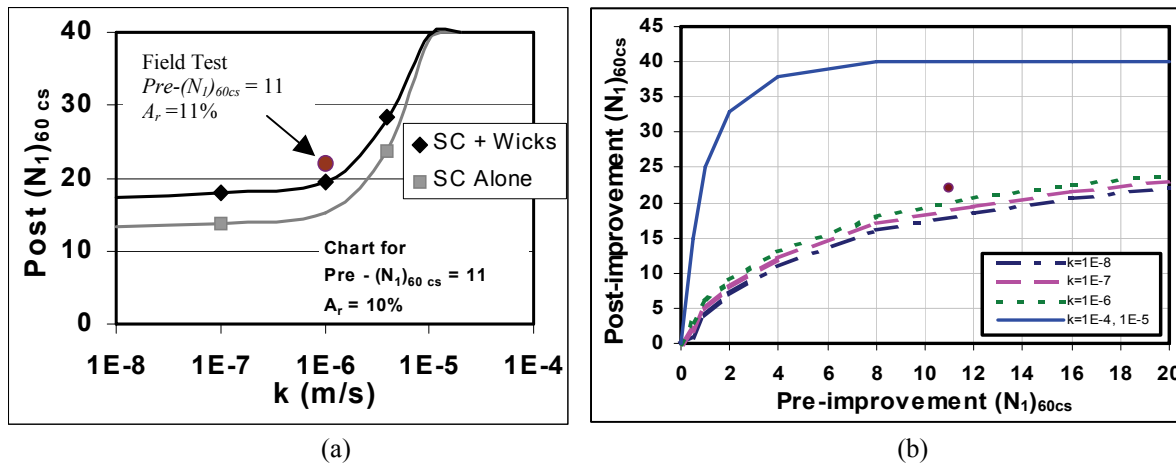 Post (N1)60 cs
40
30
20
10
0
1E-8 1E-7 1E-6 1E-5 1E-4
k (m/s)
Field Test
Pre-(N1)60cs = 11
Ar =11%
SC + Wicks
SC Alone
Chart for
Pre - (N1)60 cs = 11
Ar = 10%
(a)
Post-improvement (N1)60cs
45
40
35
30
25
20
15
10
5
0
0 2 4 6 8 10 12 14 16 18 20
Pre-improvement (N1)60cs
k=1E-8
k=1E-7
k=1E-6
k=1E-4, 1E-5
(b)